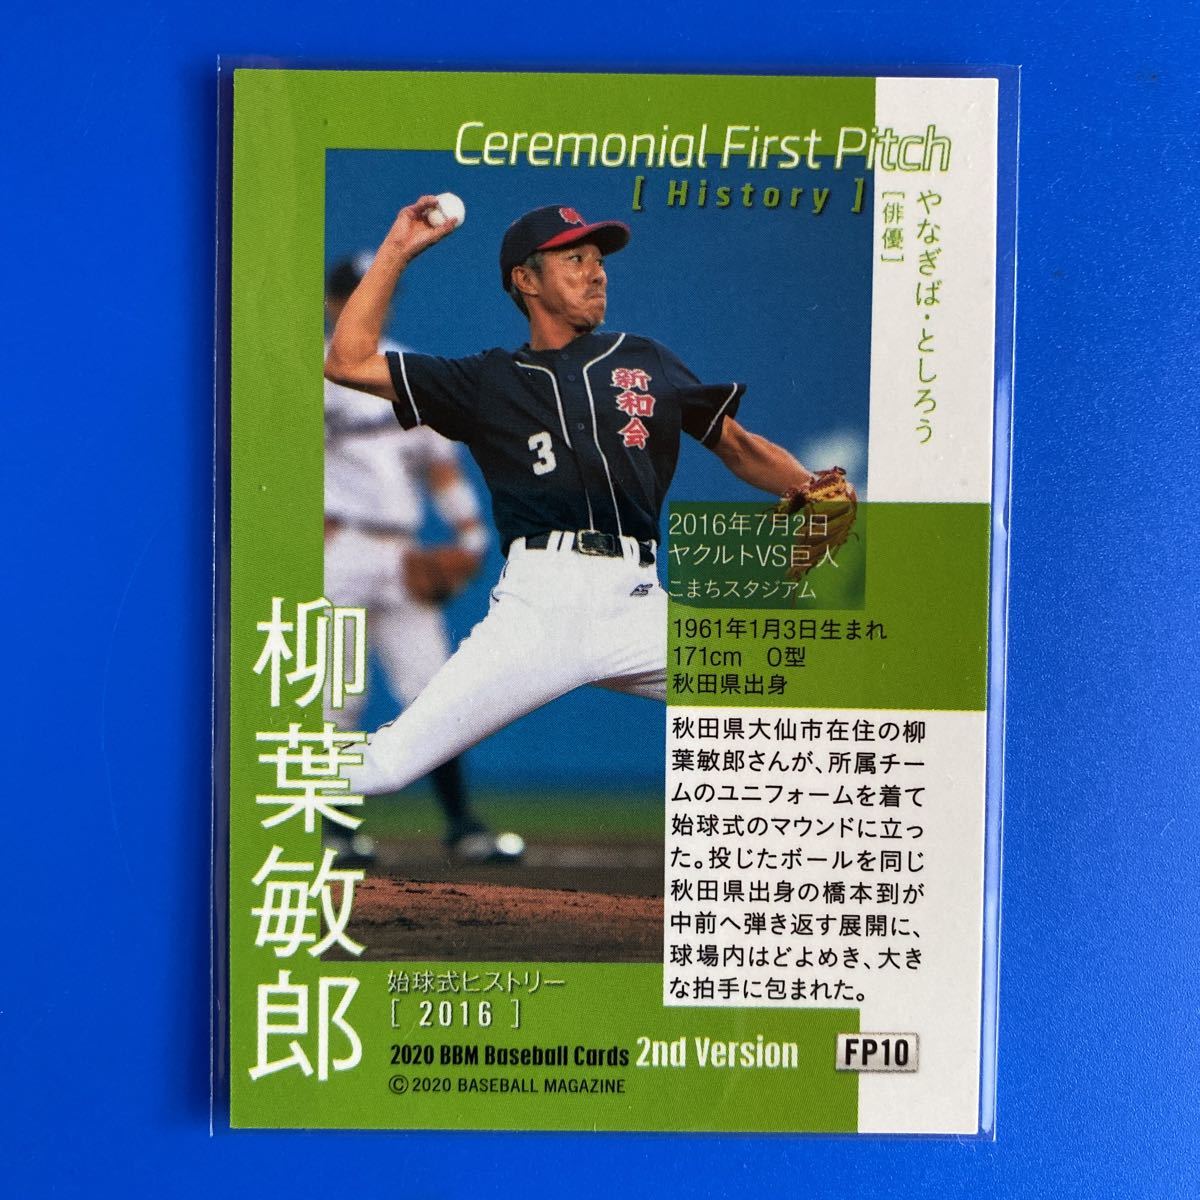 Ceremonial First Pitch
[ History ]
やなぎば・としろう
［俳優］
新和会
3
2016年7月2日
ヤクルトVS巨人
こまちスタジアム
1961年1月3日生まれ
171cm　O型
秋田県出身
秋田県大仙市在住の柳
葉敏郎さんが、所属チー
ムのユニフォームを着て
始球式のマウンドに立っ
た。投じたボールを同じ
秋田県出身の橋本到が
中前へ弾き返す展開に、
球場内はどよめき、大き
な拍手に包まれた。
柳葉敏郎
始球式ヒストリー
[ 2016 ]
2020 BBM Baseball Cards 2nd Version
FP10
©2020 BASEBALL MAGAZINE